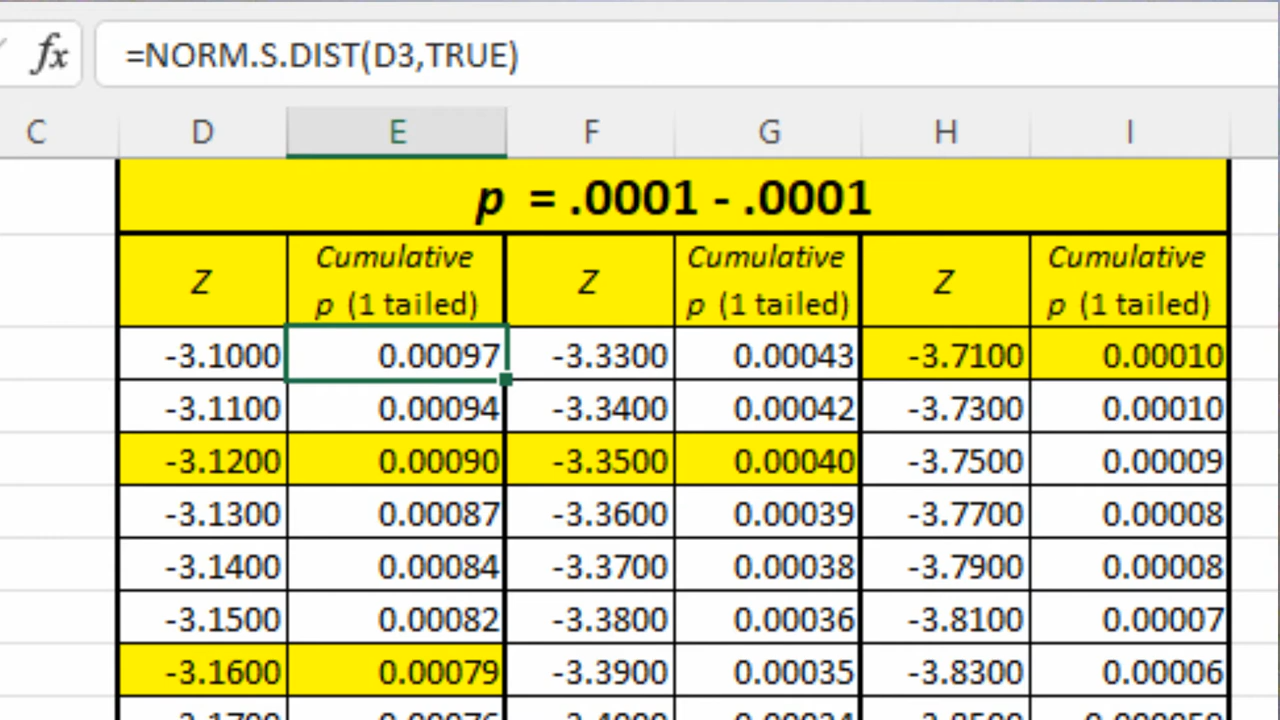 fx =NORM.S.DIST(D3,TRUE)
C D E F G H I
p = .0001 - .0001
Z Cumulative p (1 tailed) Z Cumulative p (1 tailed) Z Cumulative p (1 tailed)
-3.1000 0.00097 -3.3300 0.00043 -3.7100 0.00010
-3.1100 0.00094 -3.3400 0.00042 -3.7300 0.00010
-3.1200 0.00090 -3.3500 0.00040 -3.7500 0.00009
-3.1300 0.00087 -3.3600 0.00039 -3.7700 0.00008
-3.1400 0.00084 -3.3700 0.00038 -3.7900 0.00008
-3.1500 0.00082 -3.3800 0.00036 -3.8100 0.00007
-3.1600 0.00079 -3.3900 0.00035 -3.8300 0.00006